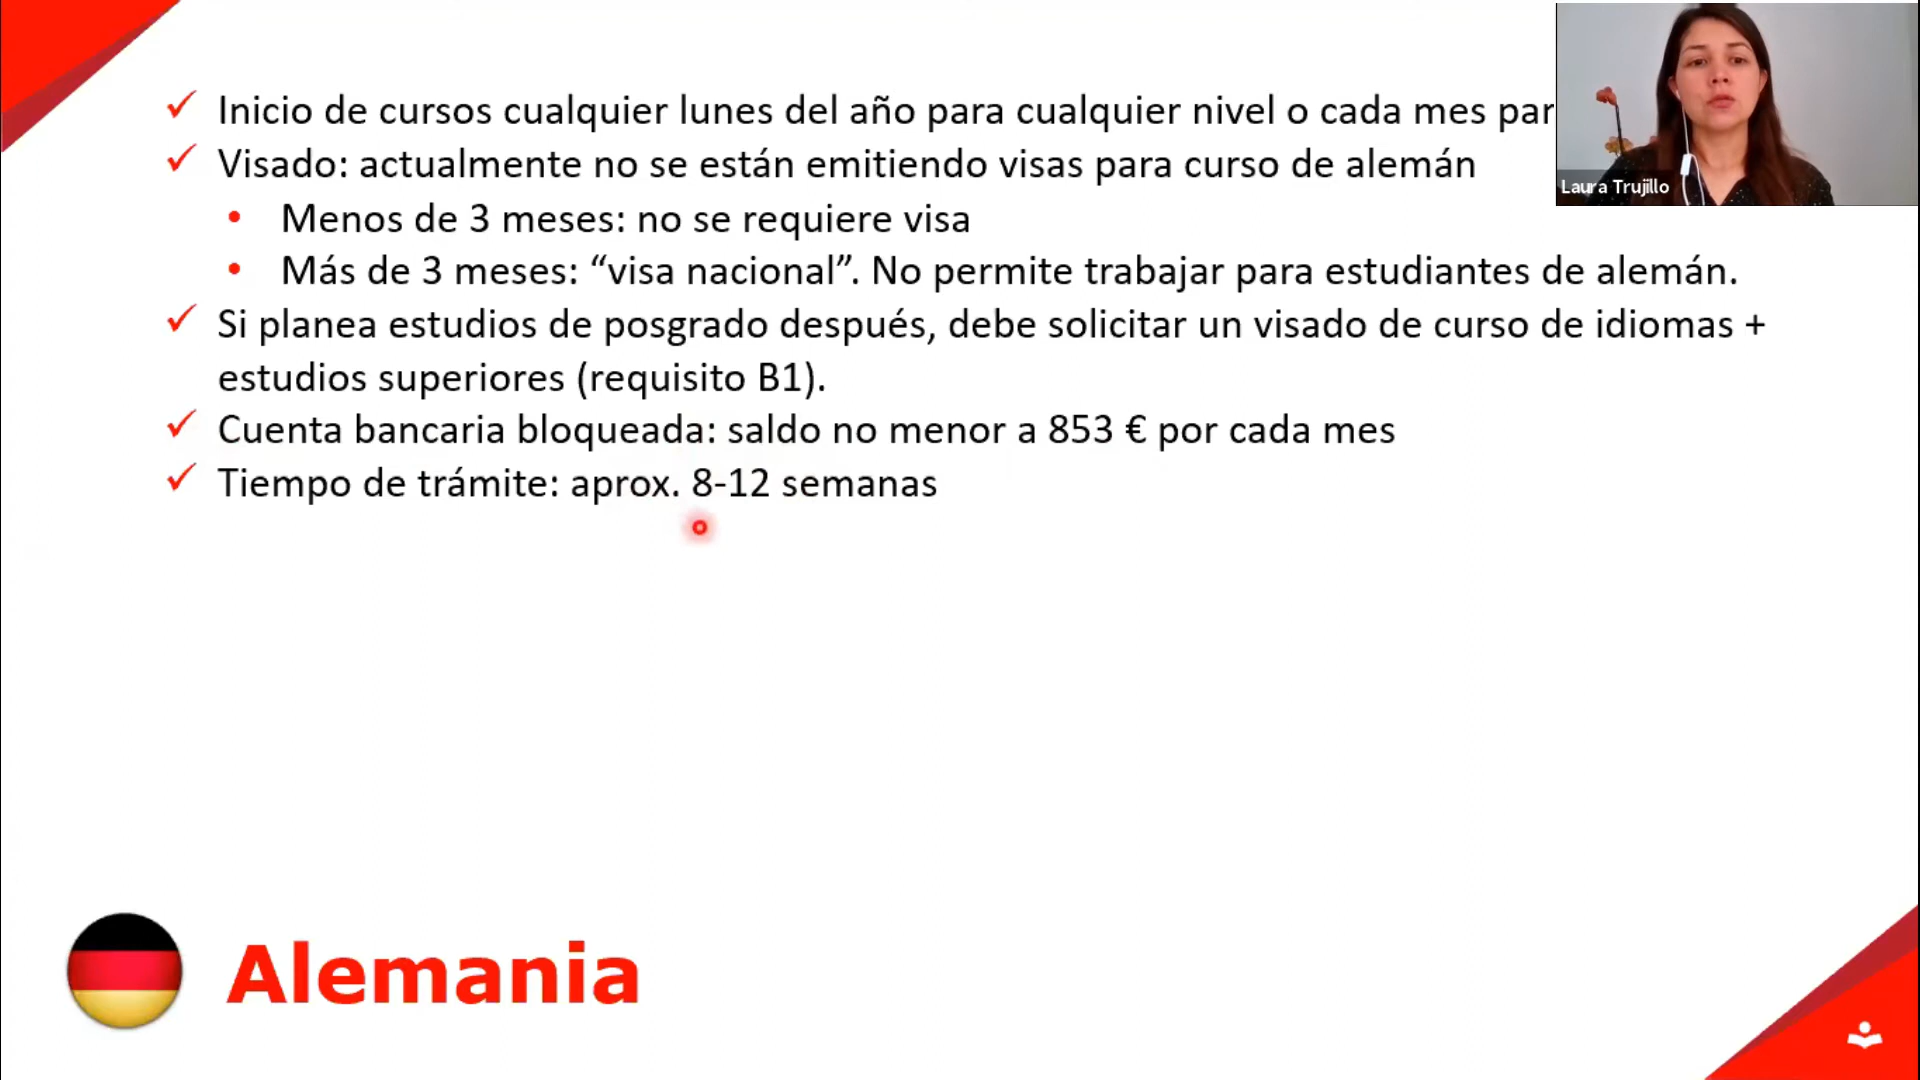 Inicio de cursos cualquier lunes del año para cualquier nivel o cada mes par
Visado: actualmente no se están emitiendo visas para curso de alemán
Menos de 3 meses: no se requiere visa
Más de 3 meses: “visa nacional”. No permite trabajar para estudiantes de alemán.
Si planea estudios de posgrado después, debe solicitar un visado de curso de idiomas +
estudios superiores (requisito B1).
Cuenta bancaria bloqueada: saldo no menor a 853 € por cada mes
Tiempo de trámite: aprox. 8-12 semanas
Laura Trujillo
Alemania